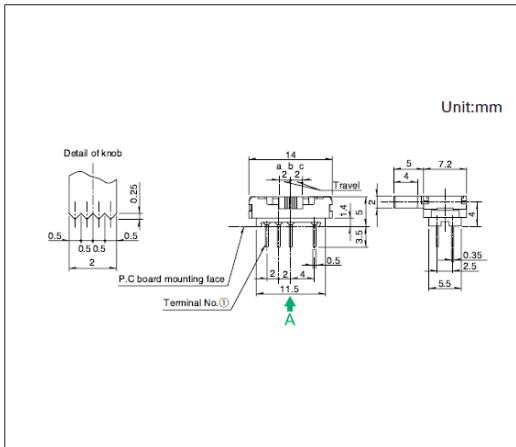 Unit:mm
Detail of knob
0.25
0.5
0.5
0.5 0.5
2
14
a b c
2 2
Travel
1.4
5
3.5
2 2 4
0.5
11.5
P.C board mounting face
Terminal No.①
A
5
7.2
4
2
4
0.35
2.5
5.5